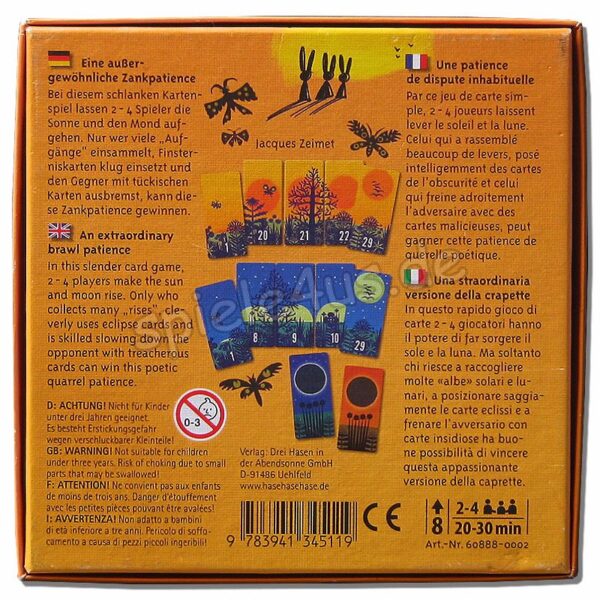 Eine außer-
gewöhnliche Zankpatience
Bei diesem schlanken Karten-
spiel lassen 2 - 4 Spieler die
Sonne und den Mond auf-
gehen. Nur wer viele „Auf-
gänge" einsammelt, Finster-
niskarten klug einsetzt und
den Gegner mit tückischen
Karten ausbremst, kann die-
se Zankpatience gewinnen.
An extraordinary
brawl patience
In this slender card game,
2 - 4 players make the sun
and moon rise. Only who
collects many „rises", cle-
verly uses eclipse cards and
is skilled slowing down the
opponent with treacherous
cards can win this poetic
quarrel patience.
D: ACHTUNG! Nicht für Kinder
unter drei Jahren geeignet.
Es besteht Erstickungsgefahr
wegen verschluckbarer Kleinteile!
GB: WARNING! Not suitable for children
under three years. Risk of choking due to small
parts that may be swallowed.
F: ATTENTION! Ne convient pas aux enfants
de moins de trois ans. Danger d'étouffement
avec les petites pièces pouvant être avalées!
I: AVVERTENZA! Non adatto a bambini
di età inferiore a tre anni. Pericolo di soffo-
camento a causa di pezzi piccoli ingeribili!
Jacques Zeimet
1 20 21 22 29
1 8 9 10 29
0-3
Verlag: Drei Hasen in
der Abendsonne GmbH
D-91486 Uehlfeld
www.hasehasehase.de
9 783941 345119
CE
Une patience
de dispute inhabituelle
Par ce jeu de carte sim-
ple, 2 - 4 joueurs laissent
lever le soleil et la lune.
Celui qui a rassemblé
beaucoup de levers, posé
intelligemment des cartes
de l'obscurité et celui
qui freine adroitement
l'adversaire avec des
cartes malicieuses, peut
gagner cette patience de
querelle poétique.
Una straordinaria
versione della crapette
In questo rapido gioco di
carte 2 - 4 giocatori hanno
il potere di far sorgere il
sole e la luna. Ma soltanto
chi riesce a raccogliere
molte «albe» solari e lu-
nari, a posizionare saggia-
mente le carte eclissi e a
frenare l'avversario con
carte insidiose ha buo-
ne possibilità di vincere
questa appassionante
versione della caprette.
8 2-4
20-30 min
Art.-Nr. 60888-0002
spiele4us.de